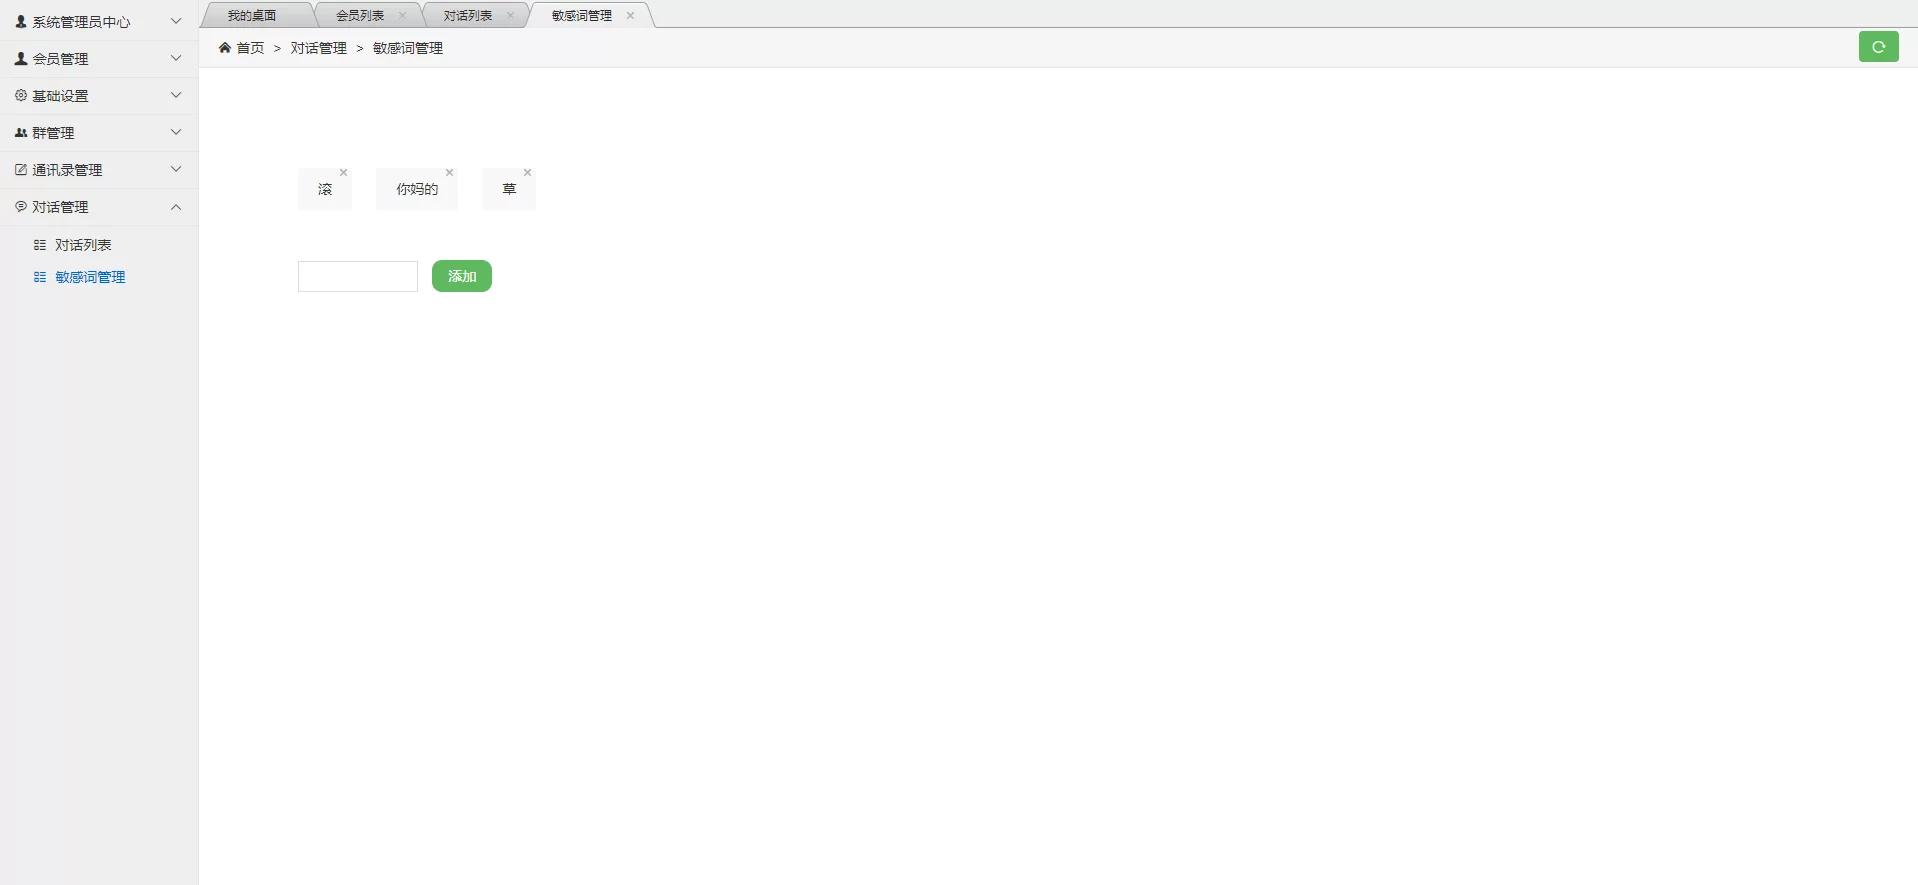 系统管理员中心
会员管理
基础设置
群管理
通讯录管理
对话管理
对话列表
敏感词管理
我的桌面 会员列表 对话列表 敏感词管理
首页 > 对话管理 > 敏感词管理
滚 你妈的 草
添加